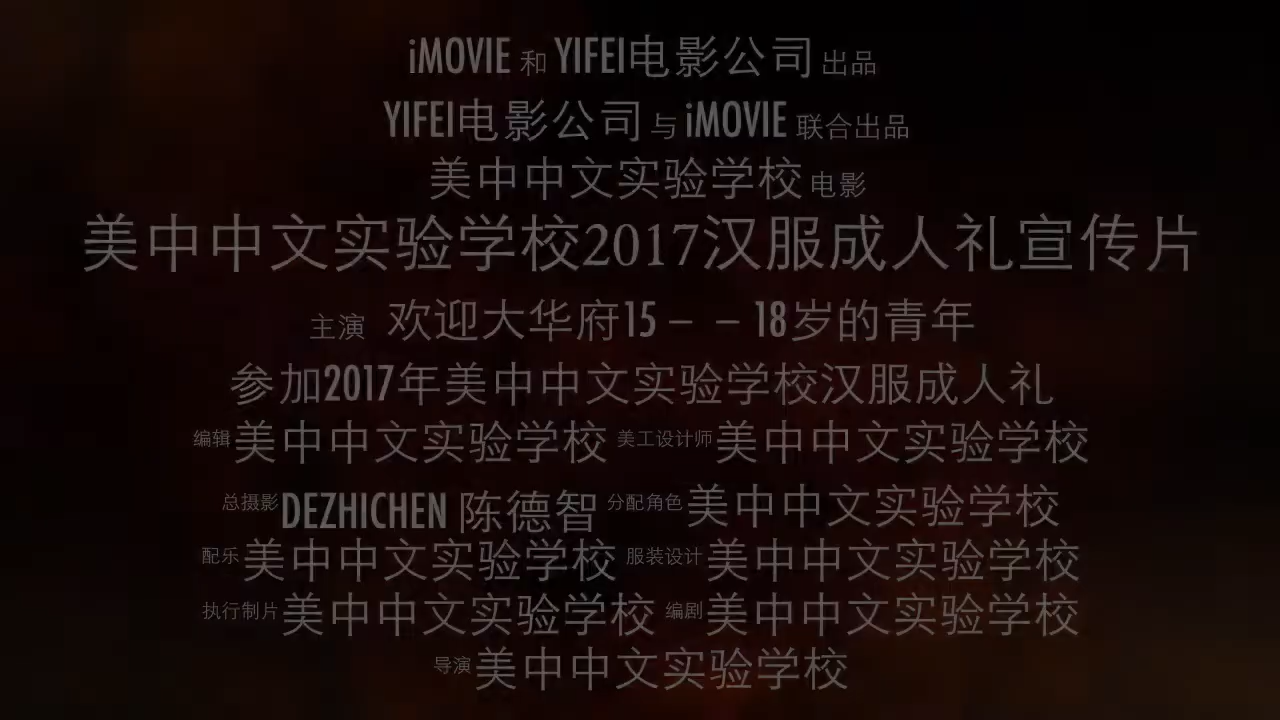 iMOVIE 和 YIFEI电影公司 出品
YIFEI电影公司 与 iMOVIE 联合出品
美中中文实验学校 电影
美中中文实验学校2017汉服成人礼宣传片
主演 欢迎大华府15－ －18岁的青年
参加2017年美中中文实验学校汉服成人礼
编辑 美中中文实验学校 美工设计师 美中中文实验学校
总摄影 DEZHICHEN 陈德智 分配角色 美中中文实验学校
配乐 美中中文实验学校 服装设计 美中中文实验学校
执行制片 美中中文实验学校 编剧 美中中文实验学校
导演 美中中文实验学校